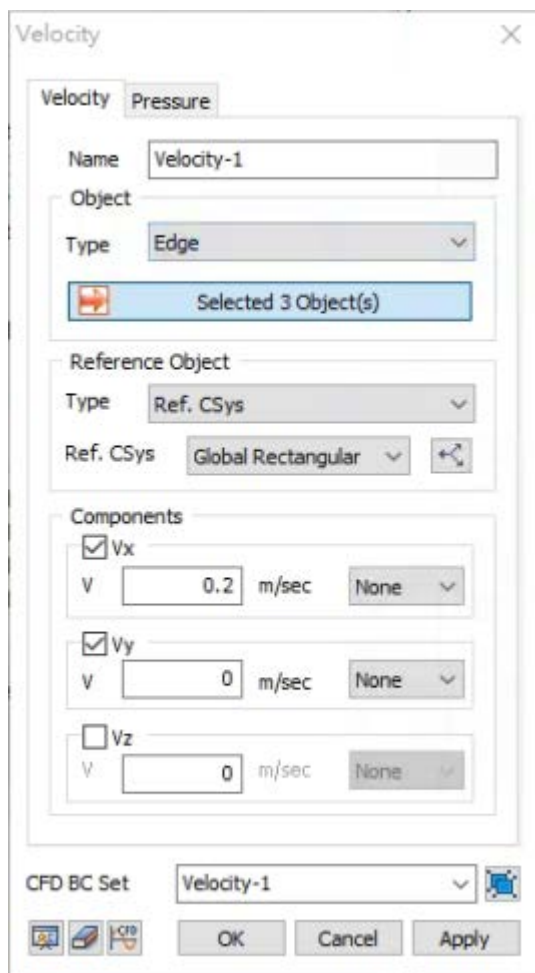 Velocity
Velocity Pressure
Name Velocity-1
Object
Type Edge
Selected 3 Object(s)
Reference Object
Type Ref. CSys
Ref. CSys Global Rectangular
Components
Vx
V 0.2 m/sec None
Vy
V 0 m/sec None
Vz
V 0 m/sec None
CFD BC Set Velocity-1
CFD OK Cancel Apply